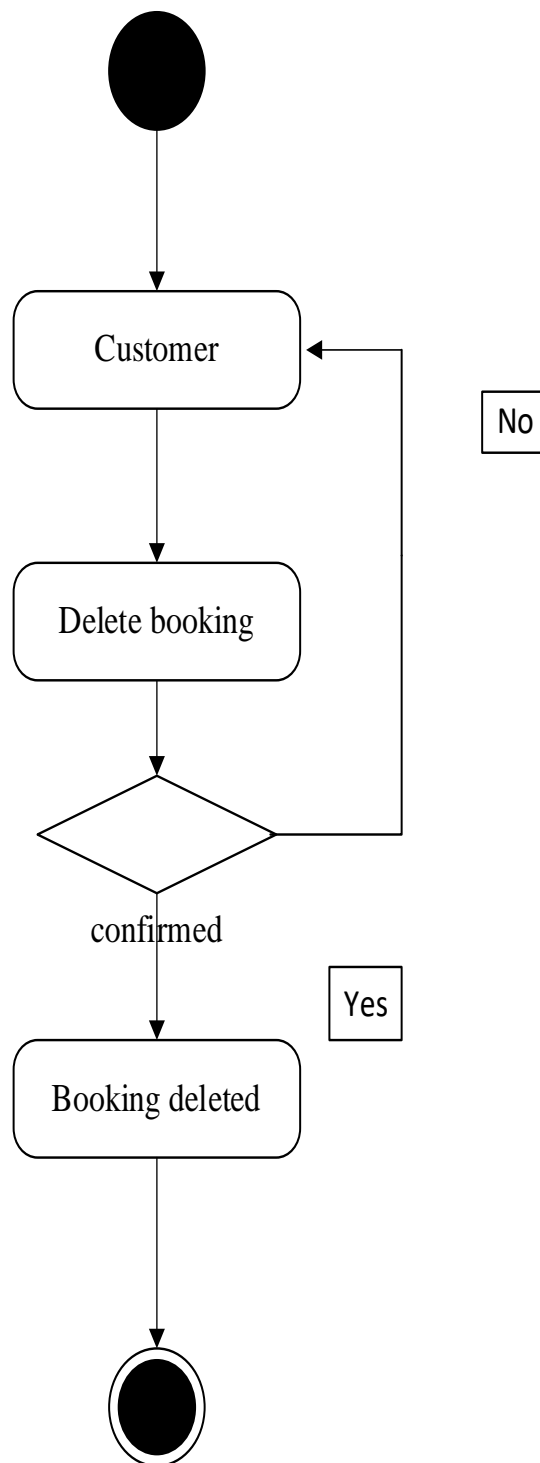 Customer
No
Delete booking
confirmed
Yes
Booking deleted